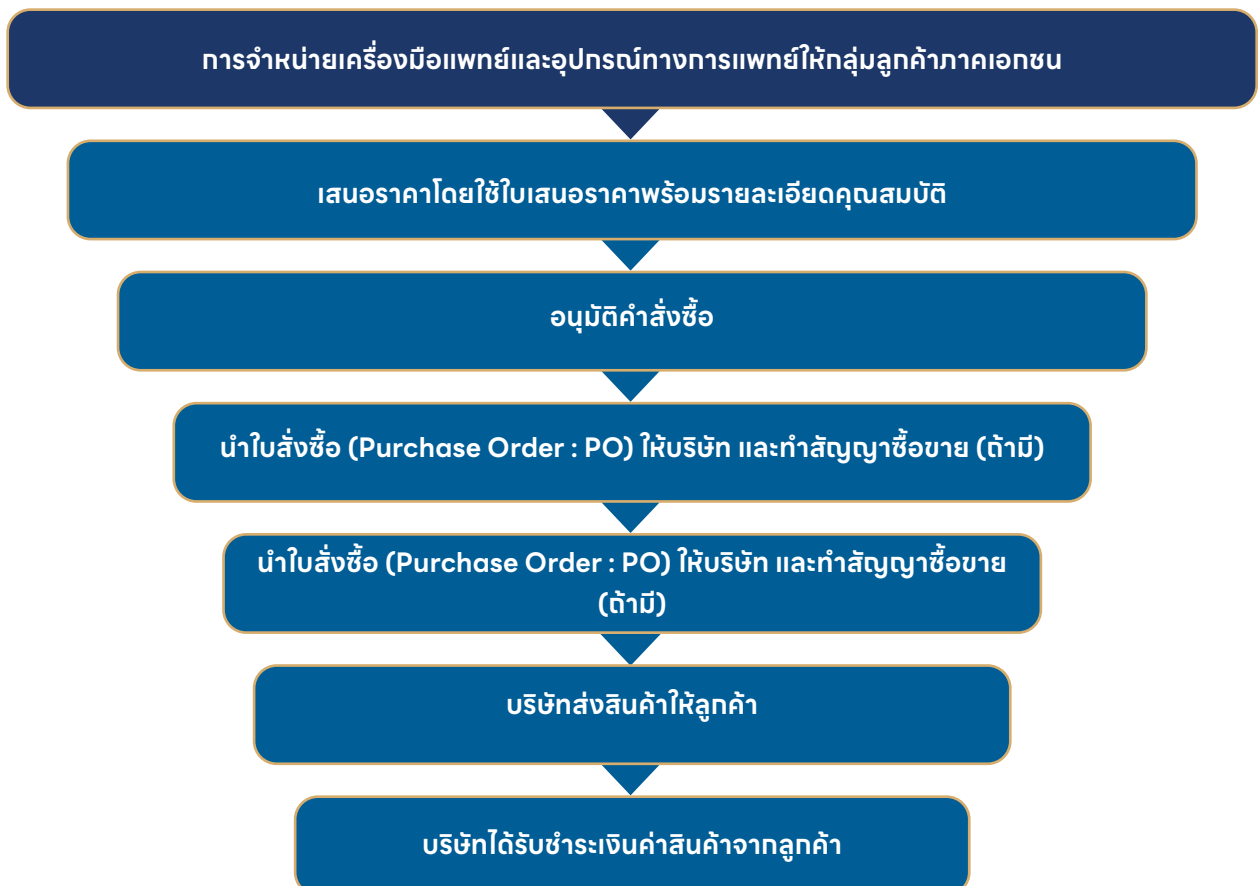 การจำหน่ายเครื่องมือแพทย์และอุปกรณ์ทางการแพทย์ให้กลุ่มลูกค้าภาคเอกชน
เสนอราคาโดยใช้ใบเสนอราคาพร้อมรายละเอียดคุณสมบัติ
อนุมัติคำสั่งซื้อ
นำใบสั่งซื้อ (Purchase Order : PO) ให้บริษัท และทำสัญญาซื้อขาย (ถ้ามี)
นำใบสั่งซื้อ (Purchase Order : PO) ให้บริษัท และทำสัญญาซื้อขาย
(ถ้ามี)
บริษัทส่งสินค้าให้ลูกค้า
บริษัทได้รับชำระเงินค่าสินค้าจากลูกค้า